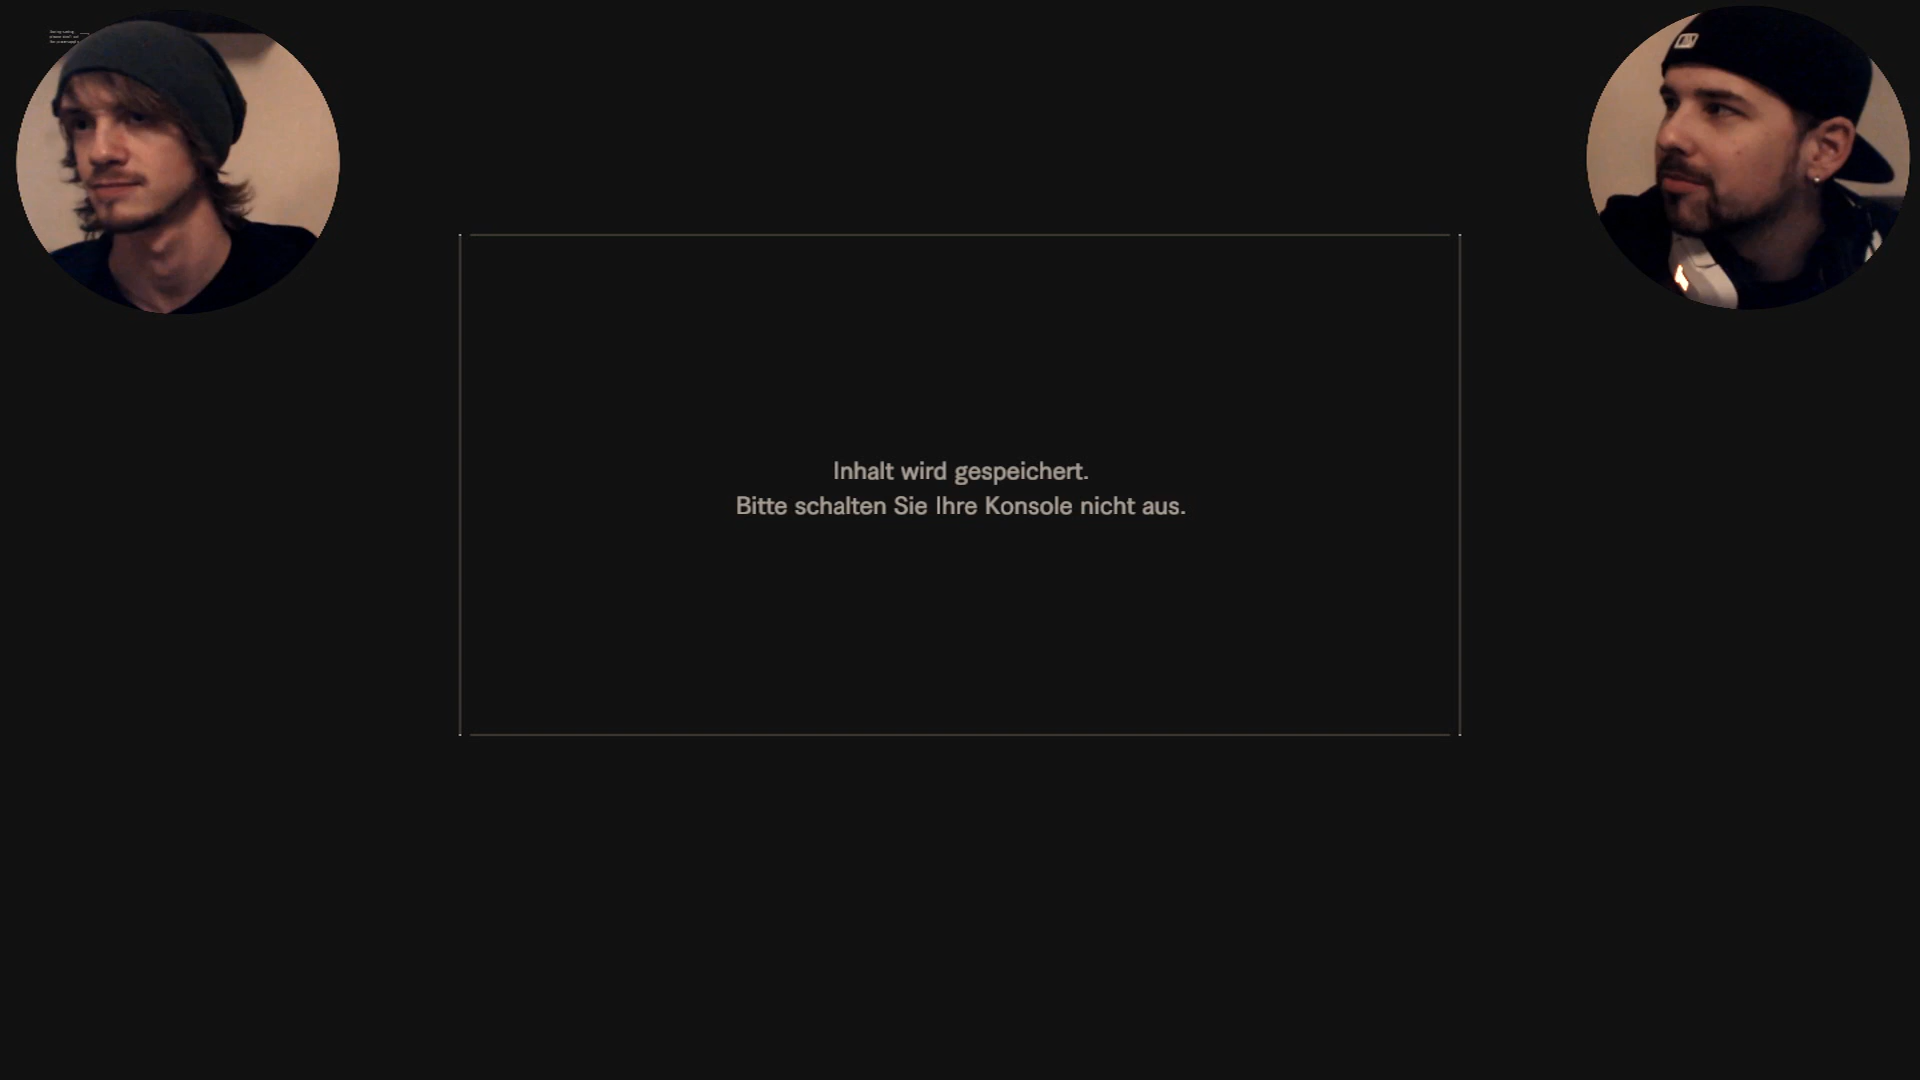 Inhalt wird gespeichert.
Bitte schalten Sie Ihre Konsole nicht aus.